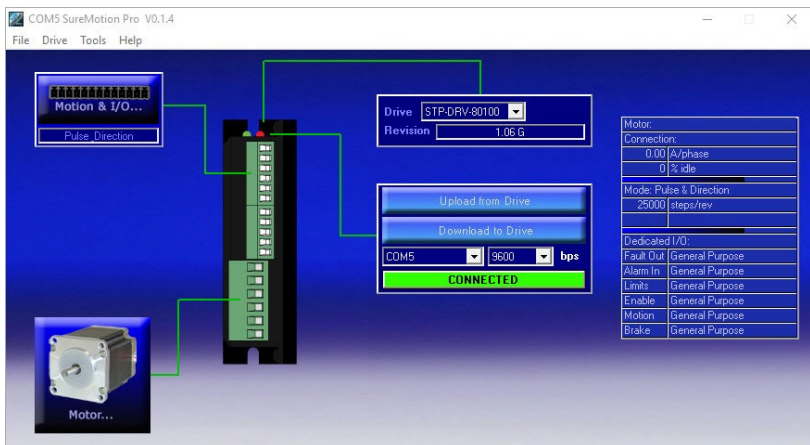 COM5 SureMotion Pro V0.1.4
File Drive Tools Help
Motion & I/O...
Pulse_Direction
Drive STP-DRV-80100
Revision 1.06 G
Upload from Drive
Download to Drive
COM5 9600 bps
CONNECTED
Motor...
Motor:
Connection:
0.00 A/phase
0 % idle
Mode: Pulse & Direction
25000 steps/rev
Dedicated I/O:
Fault Out General Purpose
Alarm In General Purpose
Limits General Purpose
Enable General Purpose
Motion General Purpose
Brake General Purpose